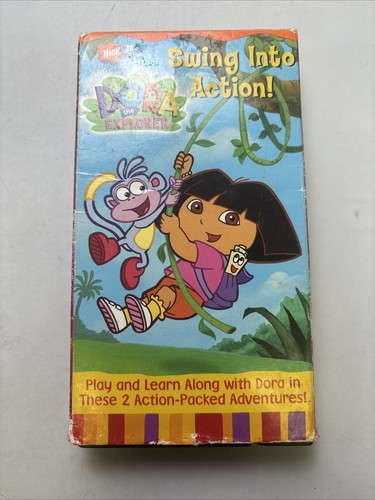 Nick Jr.
Swing Into
Action!
DORA
the
EXPLORER
Play and Learn Along with Dora in
These 2 Action-Packed Adventures!